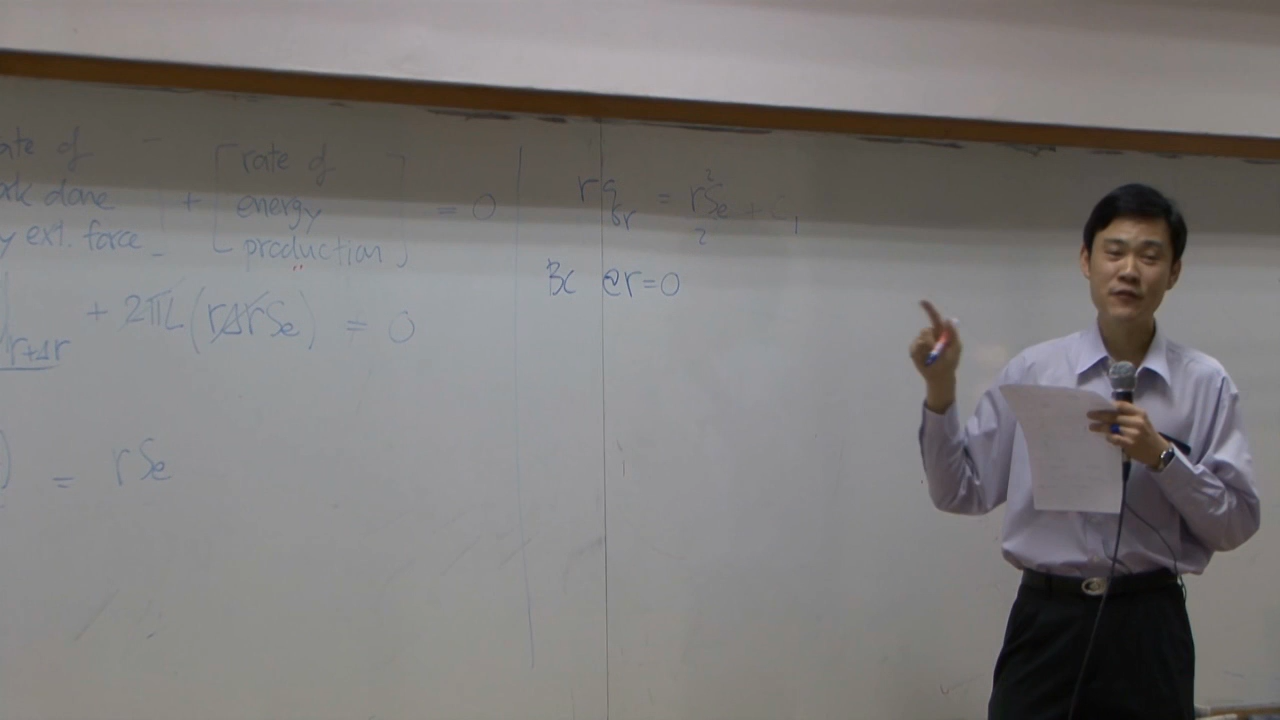 ate of
ork done
y ext. force
+ [rate of
energy
production] = 0
r+Δr + 2πL(rΔrSe) = 0
) = rSe
r q_r = r²Se/2 + C₁
BC @r=0